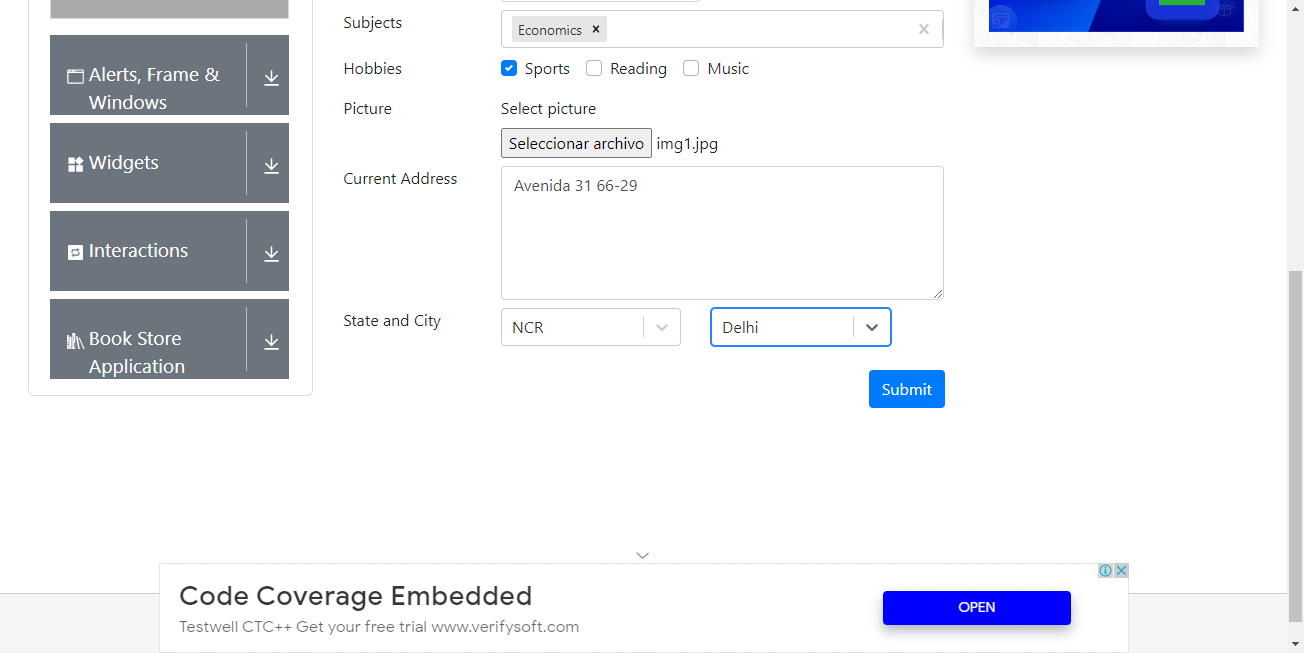 Alerts, Frame &
Windows
Widgets
Interactions
Book Store
Application
Subjects
Economics
Hobbies
Sports
Reading
Music
Picture
Select picture
Seleccionar archivo img1.jpg
Current Address
Avenida 31 66-29
State and City
NCR
Delhi
Submit
Code Coverage Embedded
Testwell CTC++ Get your free trial www.verifysoft.com
OPEN